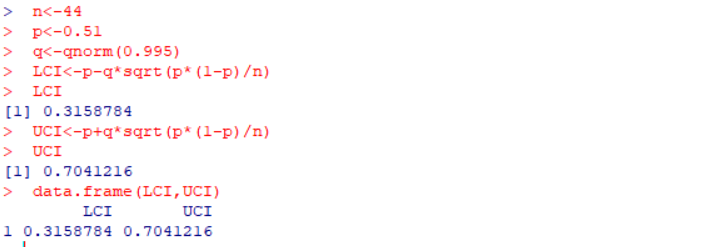 > n<-44
> p<-0.51
> q<-qnorm(0.995)
> LCI<-p-q*sqrt(p*(1-p)/n)
> LCI
[1] 0.3158784
> UCI<-p+q*sqrt(p*(1-p)/n)
> UCI
[1] 0.7041216
> data.frame(LCI,UCI)
LCI UCI
1 0.3158784 0.7041216